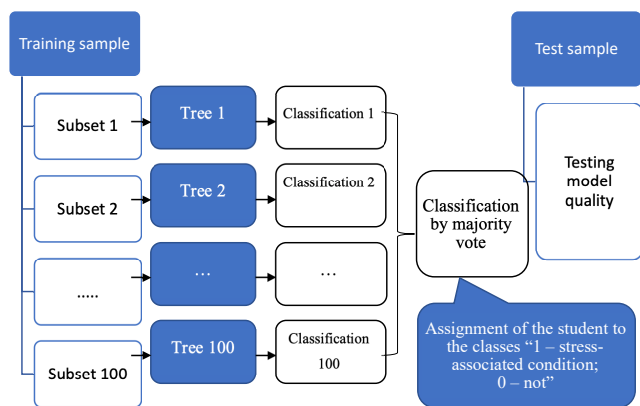 Training sample
Test sample
Subset 1
Tree 1
Classification 1
Subset 2
Tree 2
Classification 2
.....
...
...
Subset 100
Tree 100
Classification
100
Classification
by majority
vote
Testing
model
quality
Assignment of the student to
the classes “1 – stress-
associated condition;
0 – not”